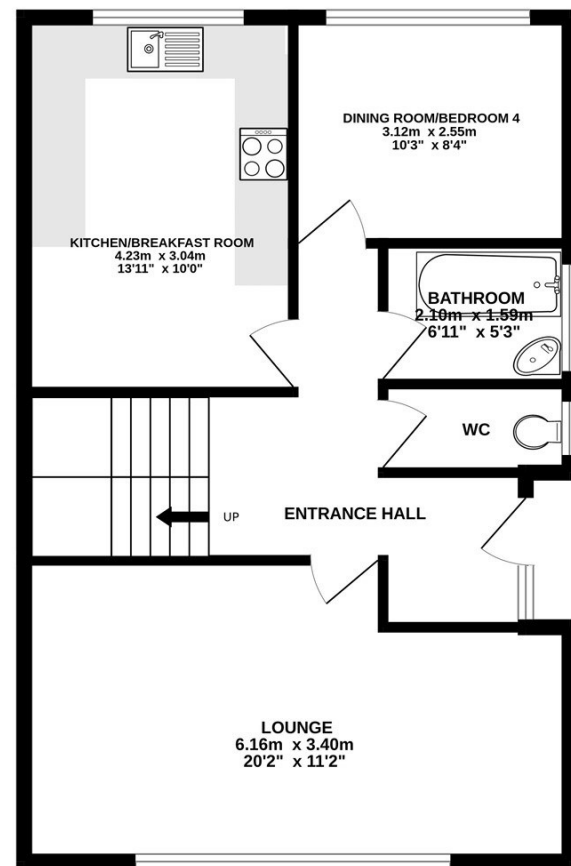 DINING ROOM/BEDROOM 4
3.12m x 2.55m
10'3" x 8'4"
KITCHEN/BREAKFAST ROOM
4.23m x 3.04m
13'11" x 10'0"
BATHROOM
2.10m x 1.59m
6'11" x 5'3"
WC
UP
ENTRANCE HALL
LOUNGE
6.16m x 3.40m
20'2" x 11'2"